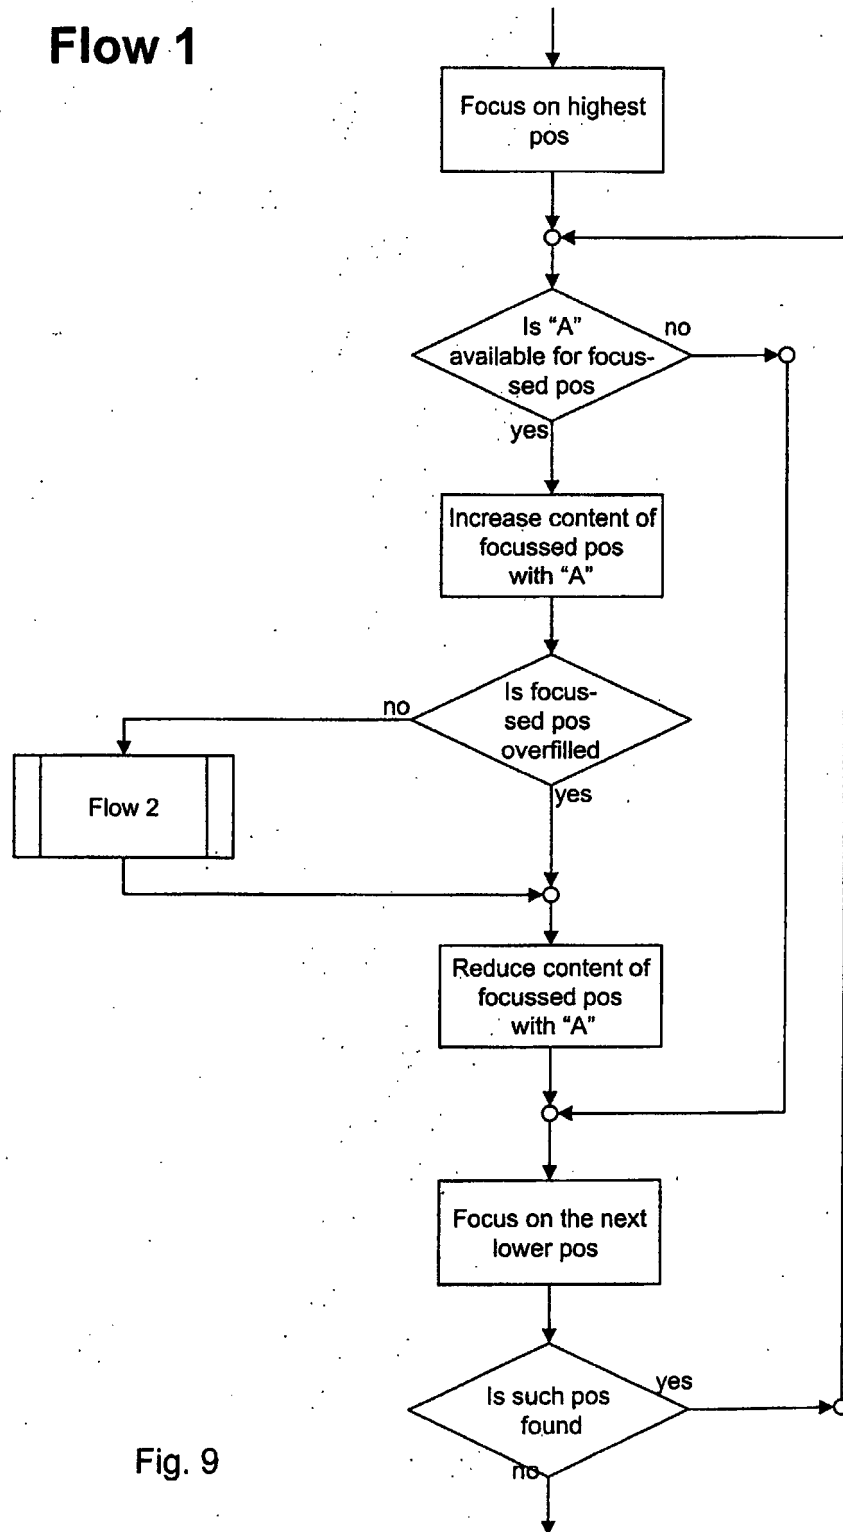 Flow 1
Focus on highest
pos
Is "A"
available for focus-
sed pos
no
yes
Increase content of
focussed pos
with "A"
Is focus-
sed pos
overfilled
no
yes
Flow 2
Reduce content of
focussed pos
with "A"
Focus on the next
lower pos
Is such pos
found
yes
no
Fig. 9